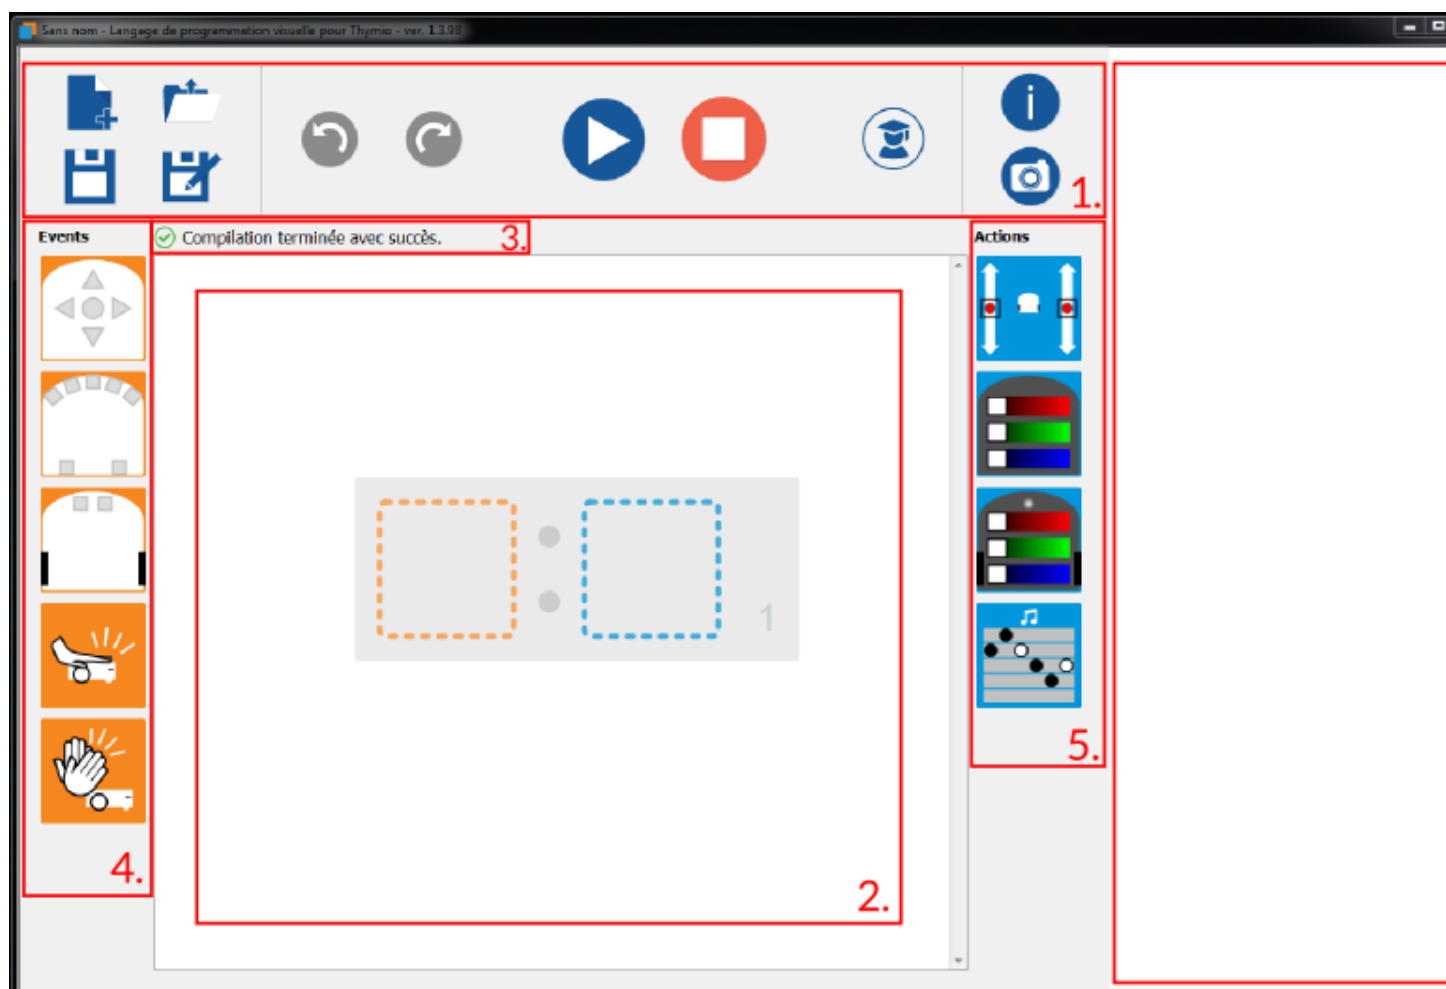 Sans nom - Langage de programmation visuelle pour Thymio - ver. 1.3.98
i
1.
Events
Compilation terminée avec succès.
3.
Actions
1
5.
4.
2.